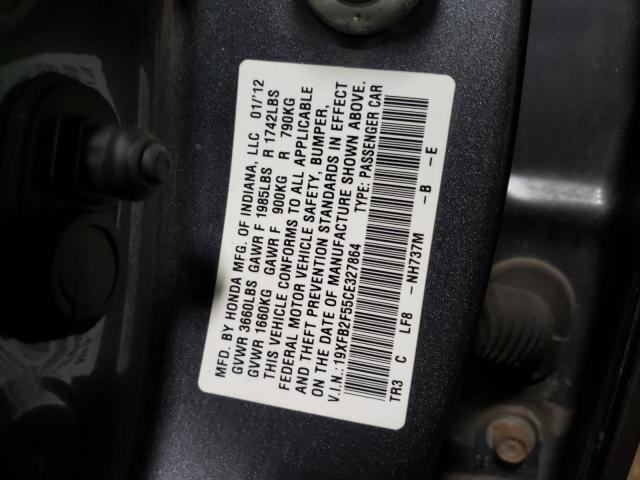 MFD. BY HONDA MFG. OF INDIANA, LLC 01/'12
GVWR 3660LBS GAWR F 1985LBS R 1742LBS
GVWR 1660KG GAWR F 900KG R 790KG
THIS VEHICLE CONFORMS TO ALL APPLICABLE
FEDERAL MOTOR VEHICLE SAFETY, BUMPER,
AND THEFT PREVENTION STANDARDS IN EFFECT
ON THE DATE OF MANUFACTURE SHOWN ABOVE.
V.I.N.:19XFB2F55CE327864 TYPE: PASSENGER CAR
TR3 C LF8 -NH737M -B -E